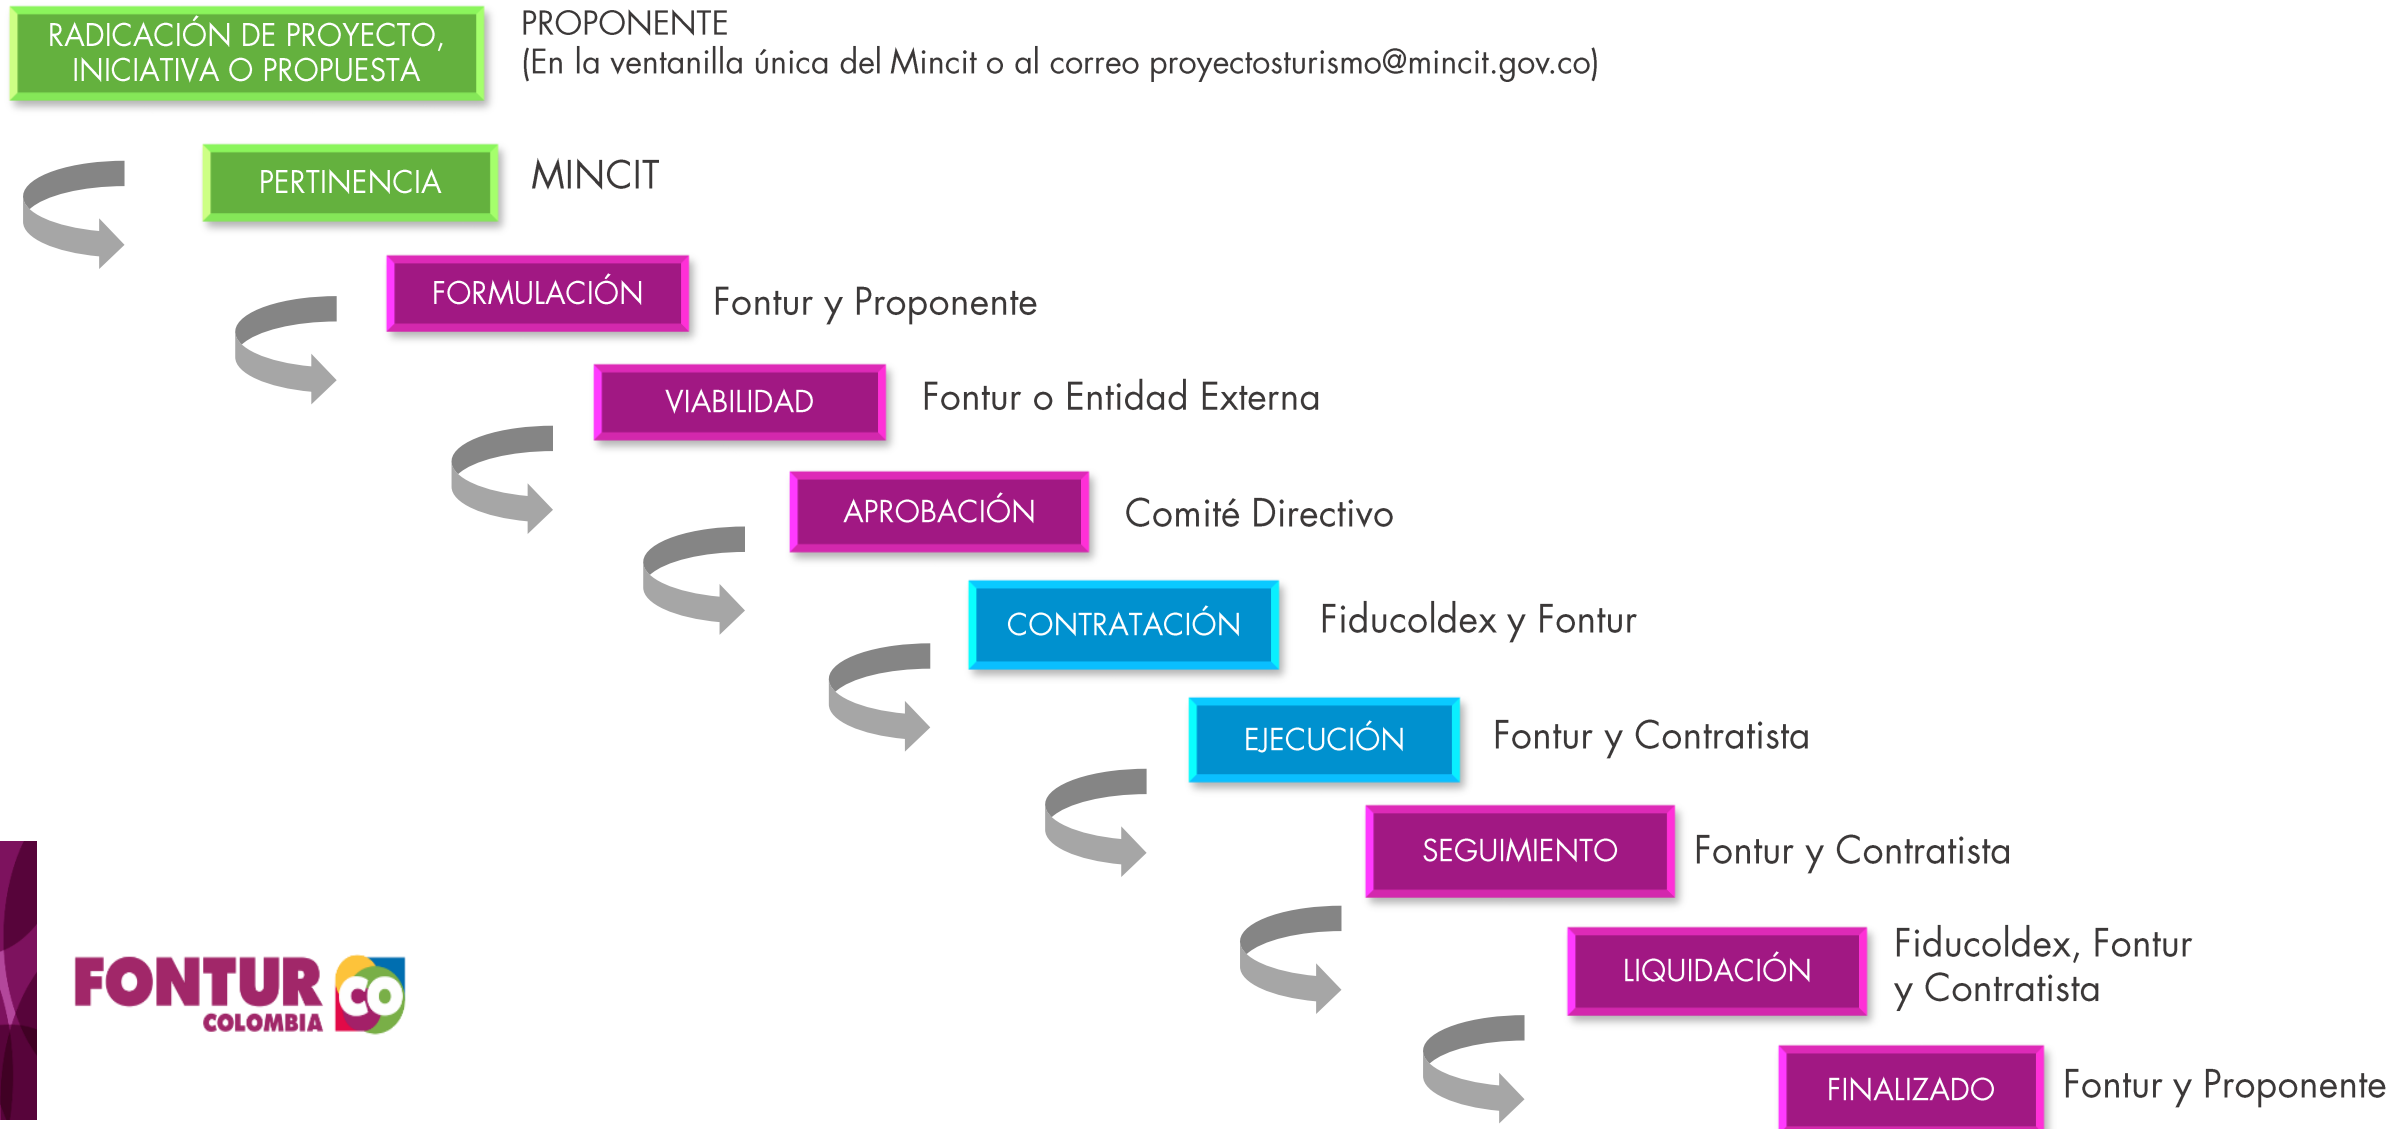 RADICACIÓN DE PROYECTO,
INICIATIVA O PROPUESTA
PROPONENTE
(En la ventanilla única del Mincit o al correo proyectosturismo@mincit.gov.co)
PERTINENCIA
MINCIT
FORMULACIÓN
Fontur y Proponente
VIABILIDAD
Fontur o Entidad Externa
APROBACIÓN
Comité Directivo
CONTRATACIÓN
Fiducoldex y Fontur
EJECUCIÓN
Fontur y Contratista
SEGUIMIENTO
Fontur y Contratista
LIQUIDACIÓN
Fiducoldex, Fontur
y Contratista
FINALIZADO
Fontur y Proponente
FONTUR
COLOMBIA
CO